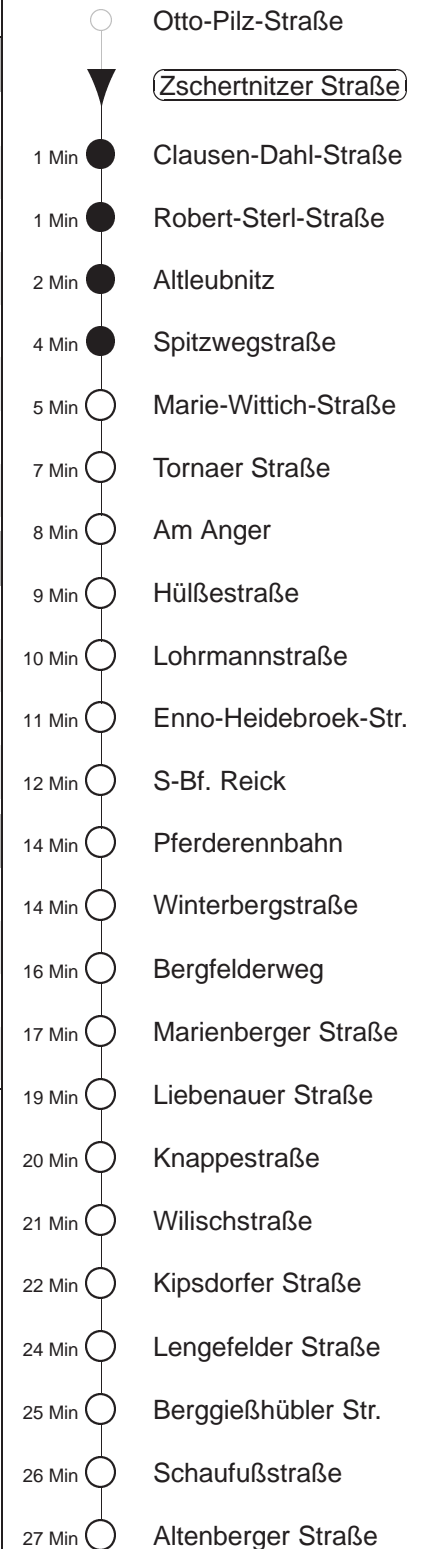 Otto-Pilz-Straße
Zschertnitzer Straße
1 Min Clausen-Dahl-Straße
1 Min Robert-Sterl-Straße
2 Min Altleubnitz
4 Min Spitzwegstraße
5 Min Marie-Wittich-Straße
7 Min Tornaer Straße
8 Min Am Anger
9 Min Hülßestraße
10 Min Lohrmannstraße
11 Min Enno-Heidebroek-Str.
12 Min S-Bf. Reick
14 Min Pferderennbahn
14 Min Winterbergstraße
16 Min Bergfelderweg
17 Min Marienberger Straße
19 Min Liebenauer Straße
20 Min Knappestraße
21 Min Wilischstraße
22 Min Kipsdorfer Straße
24 Min Lengefelder Straße
25 Min Berggießhübler Str.
26 Min Schaufußstraße
27 Min Altenberger Straße